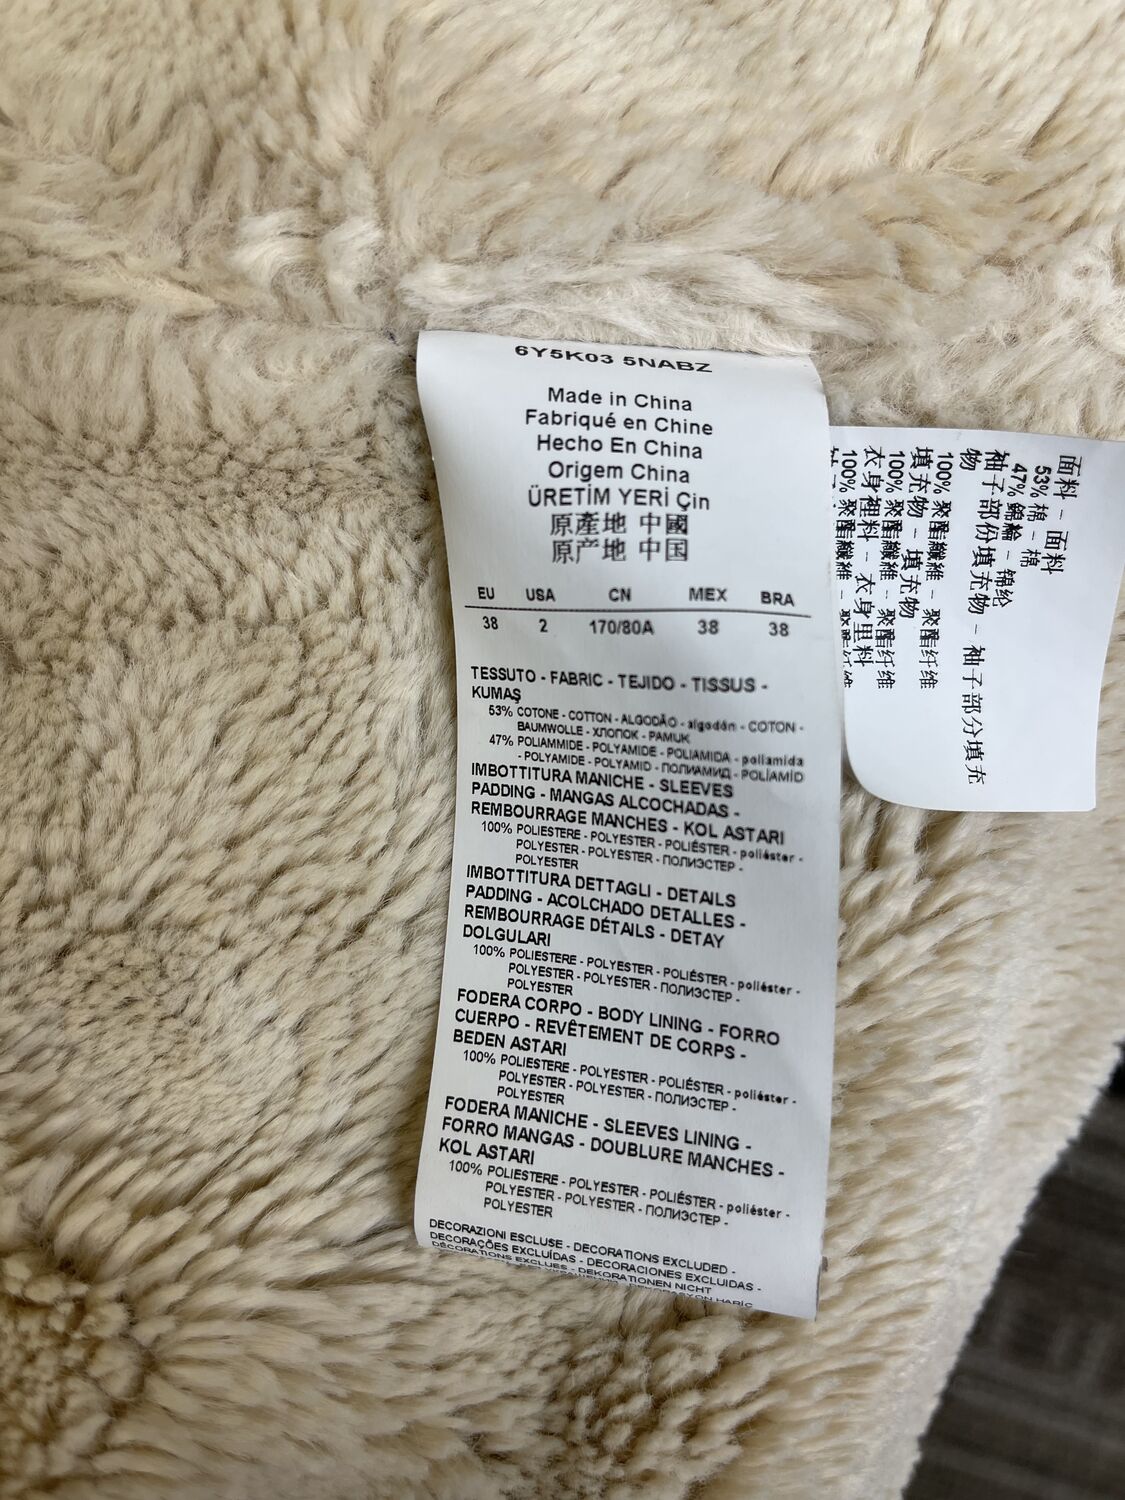 6Y5K03 5NABZ
Made in China
Fabriqué en Chine
Hecho En China
Origem China
ÜRETİM YERİ Çin
原產地 中國
原产地 中国
EU USA CN MEX BRA
38 2 170/80A 38 38
TESSUTO - FABRIC - TEJIDO - TISSUS -
KUMAŞ
53% COTONE - COTTON - ALGODÃO - algodón - COTON -
BAUMWOLLE - ХЛОПОК - PAMUK
47% POLIAMMIDE - POLYAMIDE - POLIAMIDA - poliamida
- POLYAMIDE - POLYAMID - ПОЛИАМИД - POLİAMİD
IMBOTTITURA MANICHE - SLEEVES
PADDING - MANGAS ALCOCHADAS -
REMBOURRAGE MANCHES - KOL ASTARI
100% POLIESTERE - POLYESTER - POLIÉSTER - poliéster -
POLYESTER - POLYESTER - ПОЛИЭСТЕР -
POLYESTER
IMBOTTITURA DETTAGLI - DETAILS
PADDING - ACOLCHADO DETALLES -
REMBOURRAGE DÉTAILS - DETAY
DOLGULARI
100% POLIESTERE - POLYESTER - POLIÉSTER - poliéster -
POLYESTER - POLYESTER - ПОЛИЭСТЕР -
POLYESTER
FODERA CORPO - BODY LINING - FORRO
CUERPO - REVÊTEMENT DE CORPS -
BEDEN ASTARI
100% POLIESTERE - POLYESTER - POLIÉSTER - poliéster -
POLYESTER - POLYESTER - ПОЛИЭСТЕР -
POLYESTER
FODERA MANICHE - SLEEVES LINING -
FORRO MANGAS - DOUBLURE MANCHES -
KOL ASTARI
100% POLIESTERE - POLYESTER - POLIÉSTER - poliéster -
POLYESTER - POLYESTER - ПОЛИЭСТЕР -
POLYESTER
DECORAZIONI ESCLUSE - DECORATIONS EXCLUDED -
DECORAÇÕES EXCLUÍDAS - DECORACIONES EXCLUIDAS -
DÉCORATIONS EXCLUES - DEKORATIONEN NICHT
面料 - 面料
53% 棉 - 棉
47% 錦綸 - 锦纶
袖子部份填充物 - 袖子部分填充
物
100% 聚酯纖維 - 聚酯纤维
填充物 - 填充物
100% 聚酯纖維 - 聚酯纤维
衣身裡料 - 衣身里料
100% 聚酯纖維 - 聚酯纤维